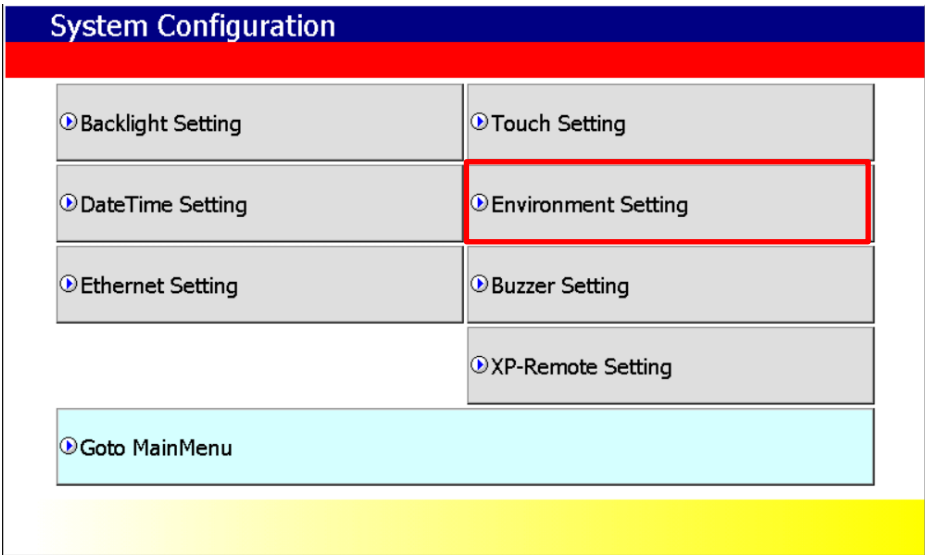 System Configuration
Backlight Setting
Touch Setting
DateTime Setting
Environment Setting
Ethernet Setting
Buzzer Setting
XP-Remote Setting
Goto MainMenu